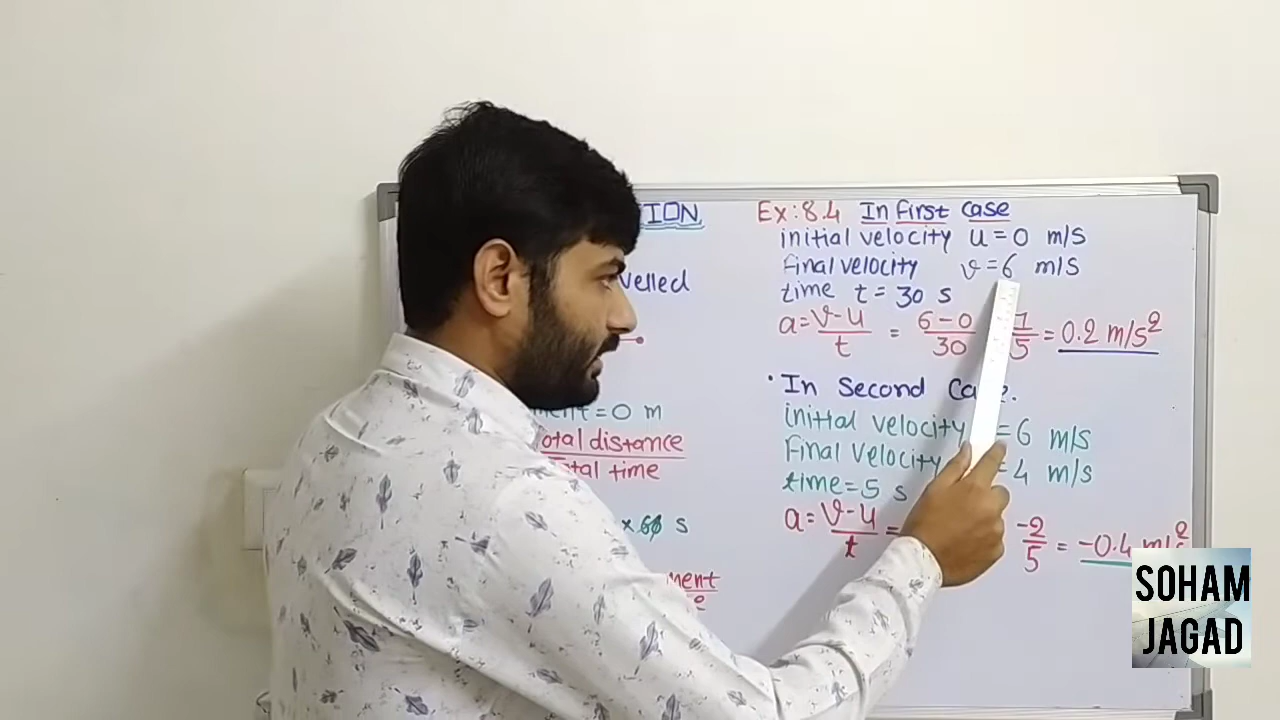 TION
velled
ment = 0 m
otal distance
otal time
x 60 s
ment
Ex: 8.4 In First Case
initial velocity u = 0 m/s
Final velocity v = 6 m/s
time t = 30 s
a = v - u / t = 6 - 0 / 30 1 / 5 = 0.2 m/s²
• In Second Case.
initial velocity = 6 m/s
Final velocity = 4 m/s
time = 5 s
a = v - u / t = -2 / 5 = -0.4 m/s²
SOHAM
JAGAD